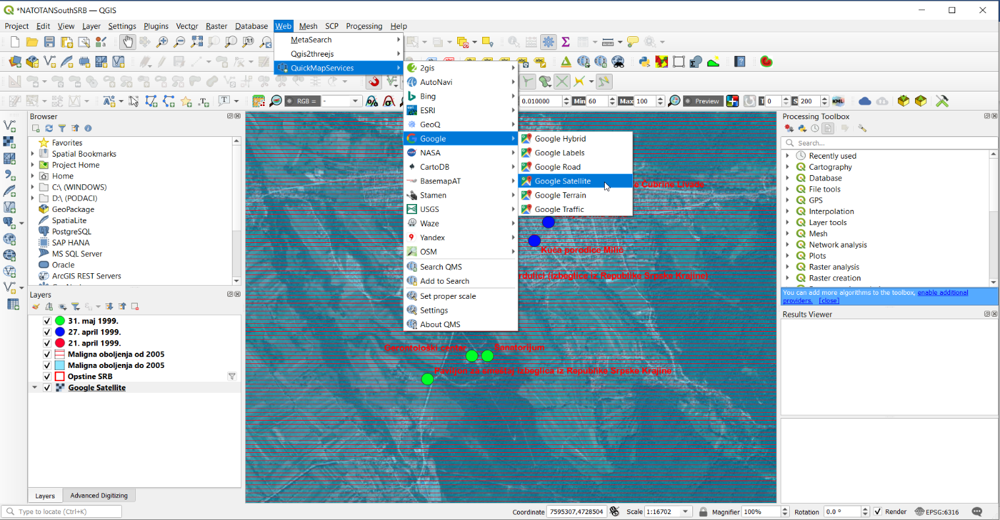 *NATOTANSouthSRB — QGIS
Project Edit View Layer Settings Plugins Vector Raster Database Web Mesh SCP Processing Help
MetaSearch
Qgis2threejs
QuickMapServices
RGB = -
0.010000 Min 60 Max 100 Preview T 0 S 200 KML
Browser
Favorites
Spatial Bookmarks
Project Home
Home
C:\ (WINDOWS)
D:\ (PODACI)
GeoPackage
SpatiaLite
PostgreSQL
SAP HANA
MS SQL Server
Oracle
ArcGIS REST Servers
Layers
31. maj 1999.
27. april 1999.
21. april 1999.
Maligna oboljenja od 2005
Maligna oboljenja do 2005
Opstine SRB
Google Satellite
Layers Advanced Digitizing
2gis
AutoNavi
Bing
ESRI
GeoQ
Google
NASA
CartoDB
BasemapAT
Stamen
USGS
Waze
Yandex
OSM
Search QMS
Add to Search
Set proper scale
Settings
About QMS
Google Hybrid
Google Labels
Google Road
Google Satellite
Google Terrain
Google Traffic
e Čubrine Livade
Kuća porodice Milić
rdulici (izbeglice iz Republike Srpske Krajine)
Gerontološki centar
Sanatorijum
Paviljon za smeštaj izbeglica iz Republike Srpske Krajine
Processing Toolbox
Search...
Recently used
Cartography
Database
File tools
GPS
Interpolation
Layer tools
Mesh
Network analysis
Plots
Raster analysis
Raster creation
You can add more algorithms to the toolbox, enable additional
providers. [close]
Results Viewer
Type to locate (Ctrl+K)
Coordinate 7595307,4728504 Scale 1:16702 Magnifier 100% Rotation 0.0 ° Render EPSG:6316